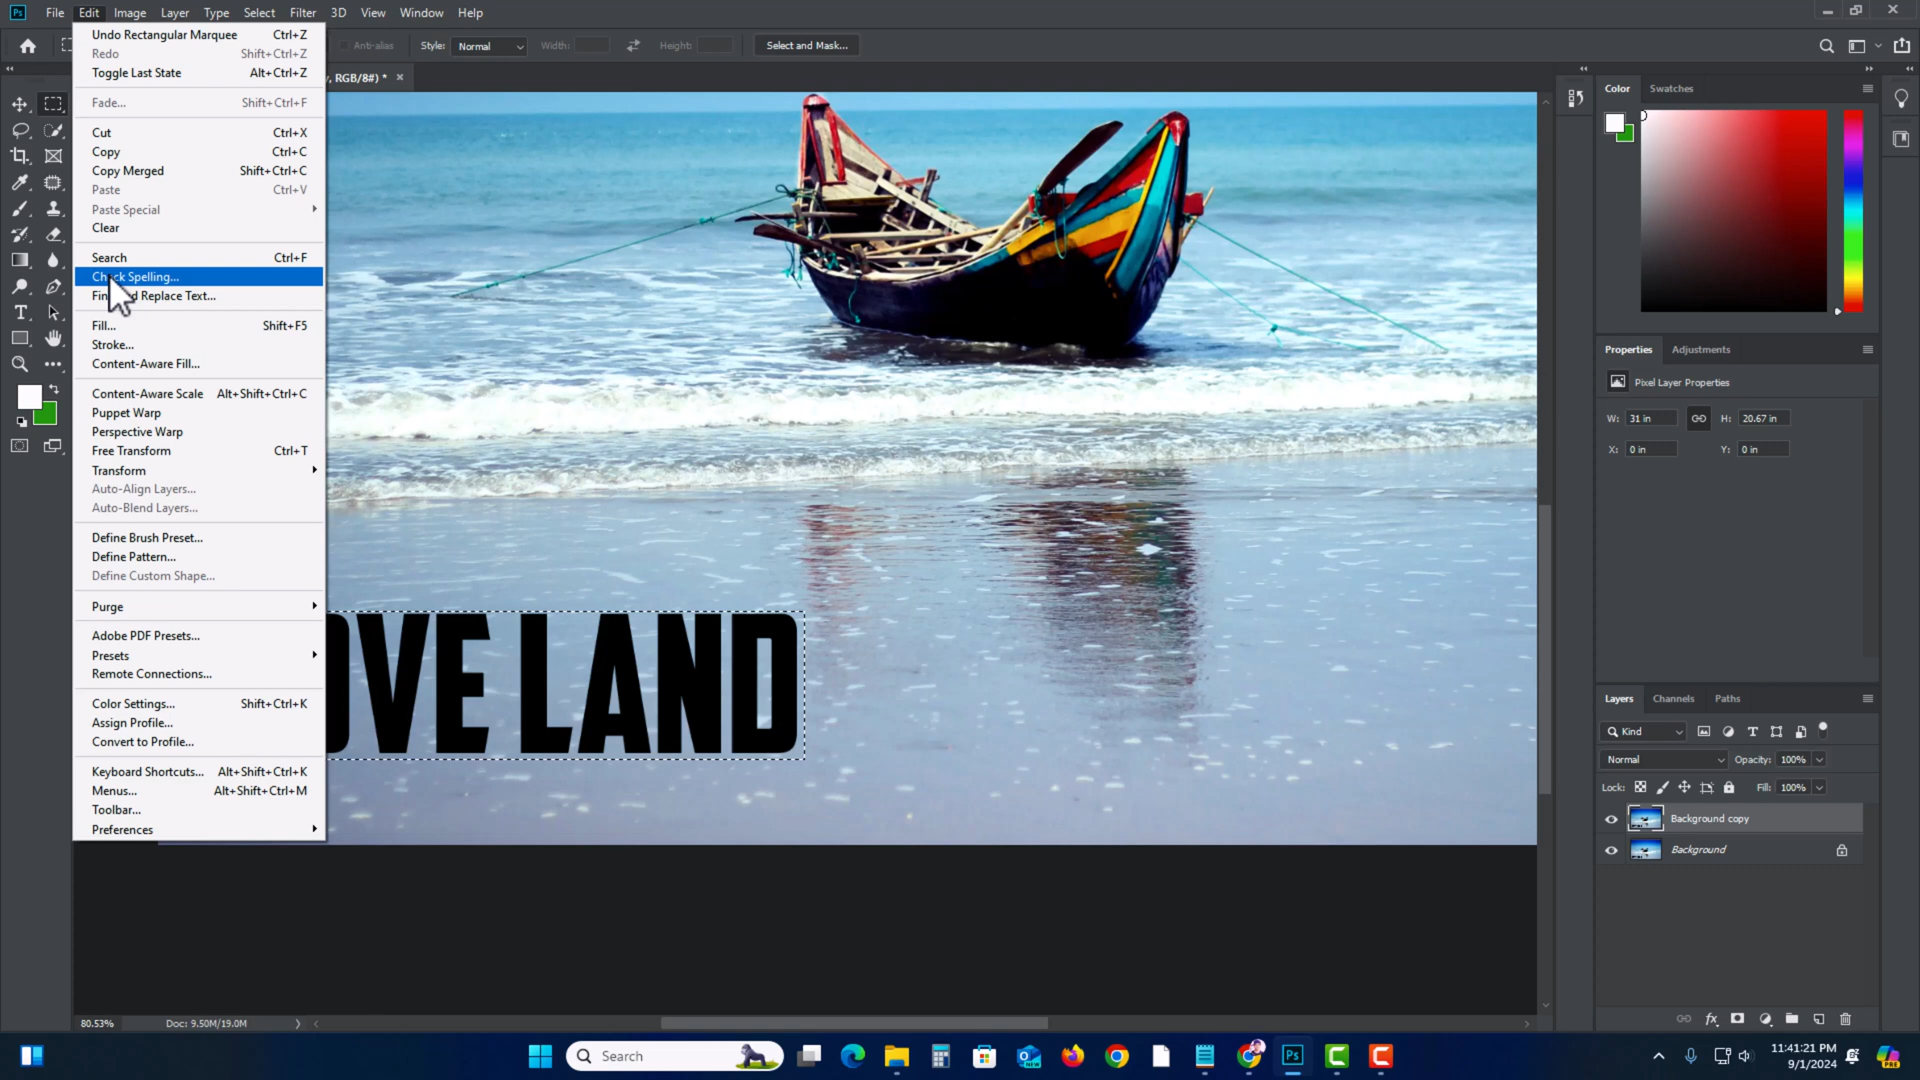 Ps File Edit Image Layer Type Select Filter 3D View Window Help
Anti-alias Style: Normal Width: Height: Select and Mask...
, RGB/8#) * ×
Undo Rectangular Marquee Ctrl+Z
Redo Shift+Ctrl+Z
Toggle Last State Alt+Ctrl+Z
Fade... Shift+Ctrl+F
Cut Ctrl+X
Copy Ctrl+C
Copy Merged Shift+Ctrl+C
Paste Ctrl+V
Paste Special
Clear
Search Ctrl+F
Check Spelling...
Replace Text...
Fill... Shift+F5
Stroke...
Content-Aware Fill...
Content-Aware Scale Alt+Shift+Ctrl+C
Puppet Warp
Perspective Warp
Free Transform Ctrl+T
Transform
Auto-Align Layers...
Auto-Blend Layers...
Define Brush Preset...
Define Pattern...
Define Custom Shape...
Purge
Adobe PDF Presets...
Presets
Remote Connections...
Color Settings... Shift+Ctrl+K
Assign Profile...
Convert to Profile...
Keyboard Shortcuts... Alt+Shift+Ctrl+K
Menus... Alt+Shift+Ctrl+M
Toolbar...
Preferences
OVE LAND
Color Swatches
Properties Adjustments
Pixel Layer Properties
W: 31 in H: 20.67 in
X: 0 in Y: 0 in
Layers Channels Paths
Kind
Normal Opacity: 100%
Lock: Fill: 100%
Background copy
Background
fx
80.53% Doc: 9.50M/19.0M
Search
NEW
Ps
11:41:21 PM
9/1/2024
PRE